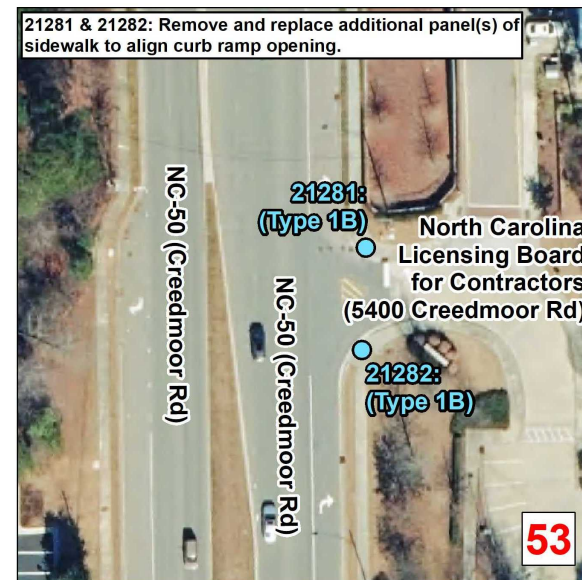 21281 & 21282: Remove and replace additional panel(s) of
sidewalk to align curb ramp opening.
NC-50 (Creedmoor Rd)
21281:
(Type 1B)
North Carolina
Licensing Board
for Contractors
(5400 Creedmoor Rd)
NC-50 (Creedmoor Rd)
21282:
(Type 1B)
53